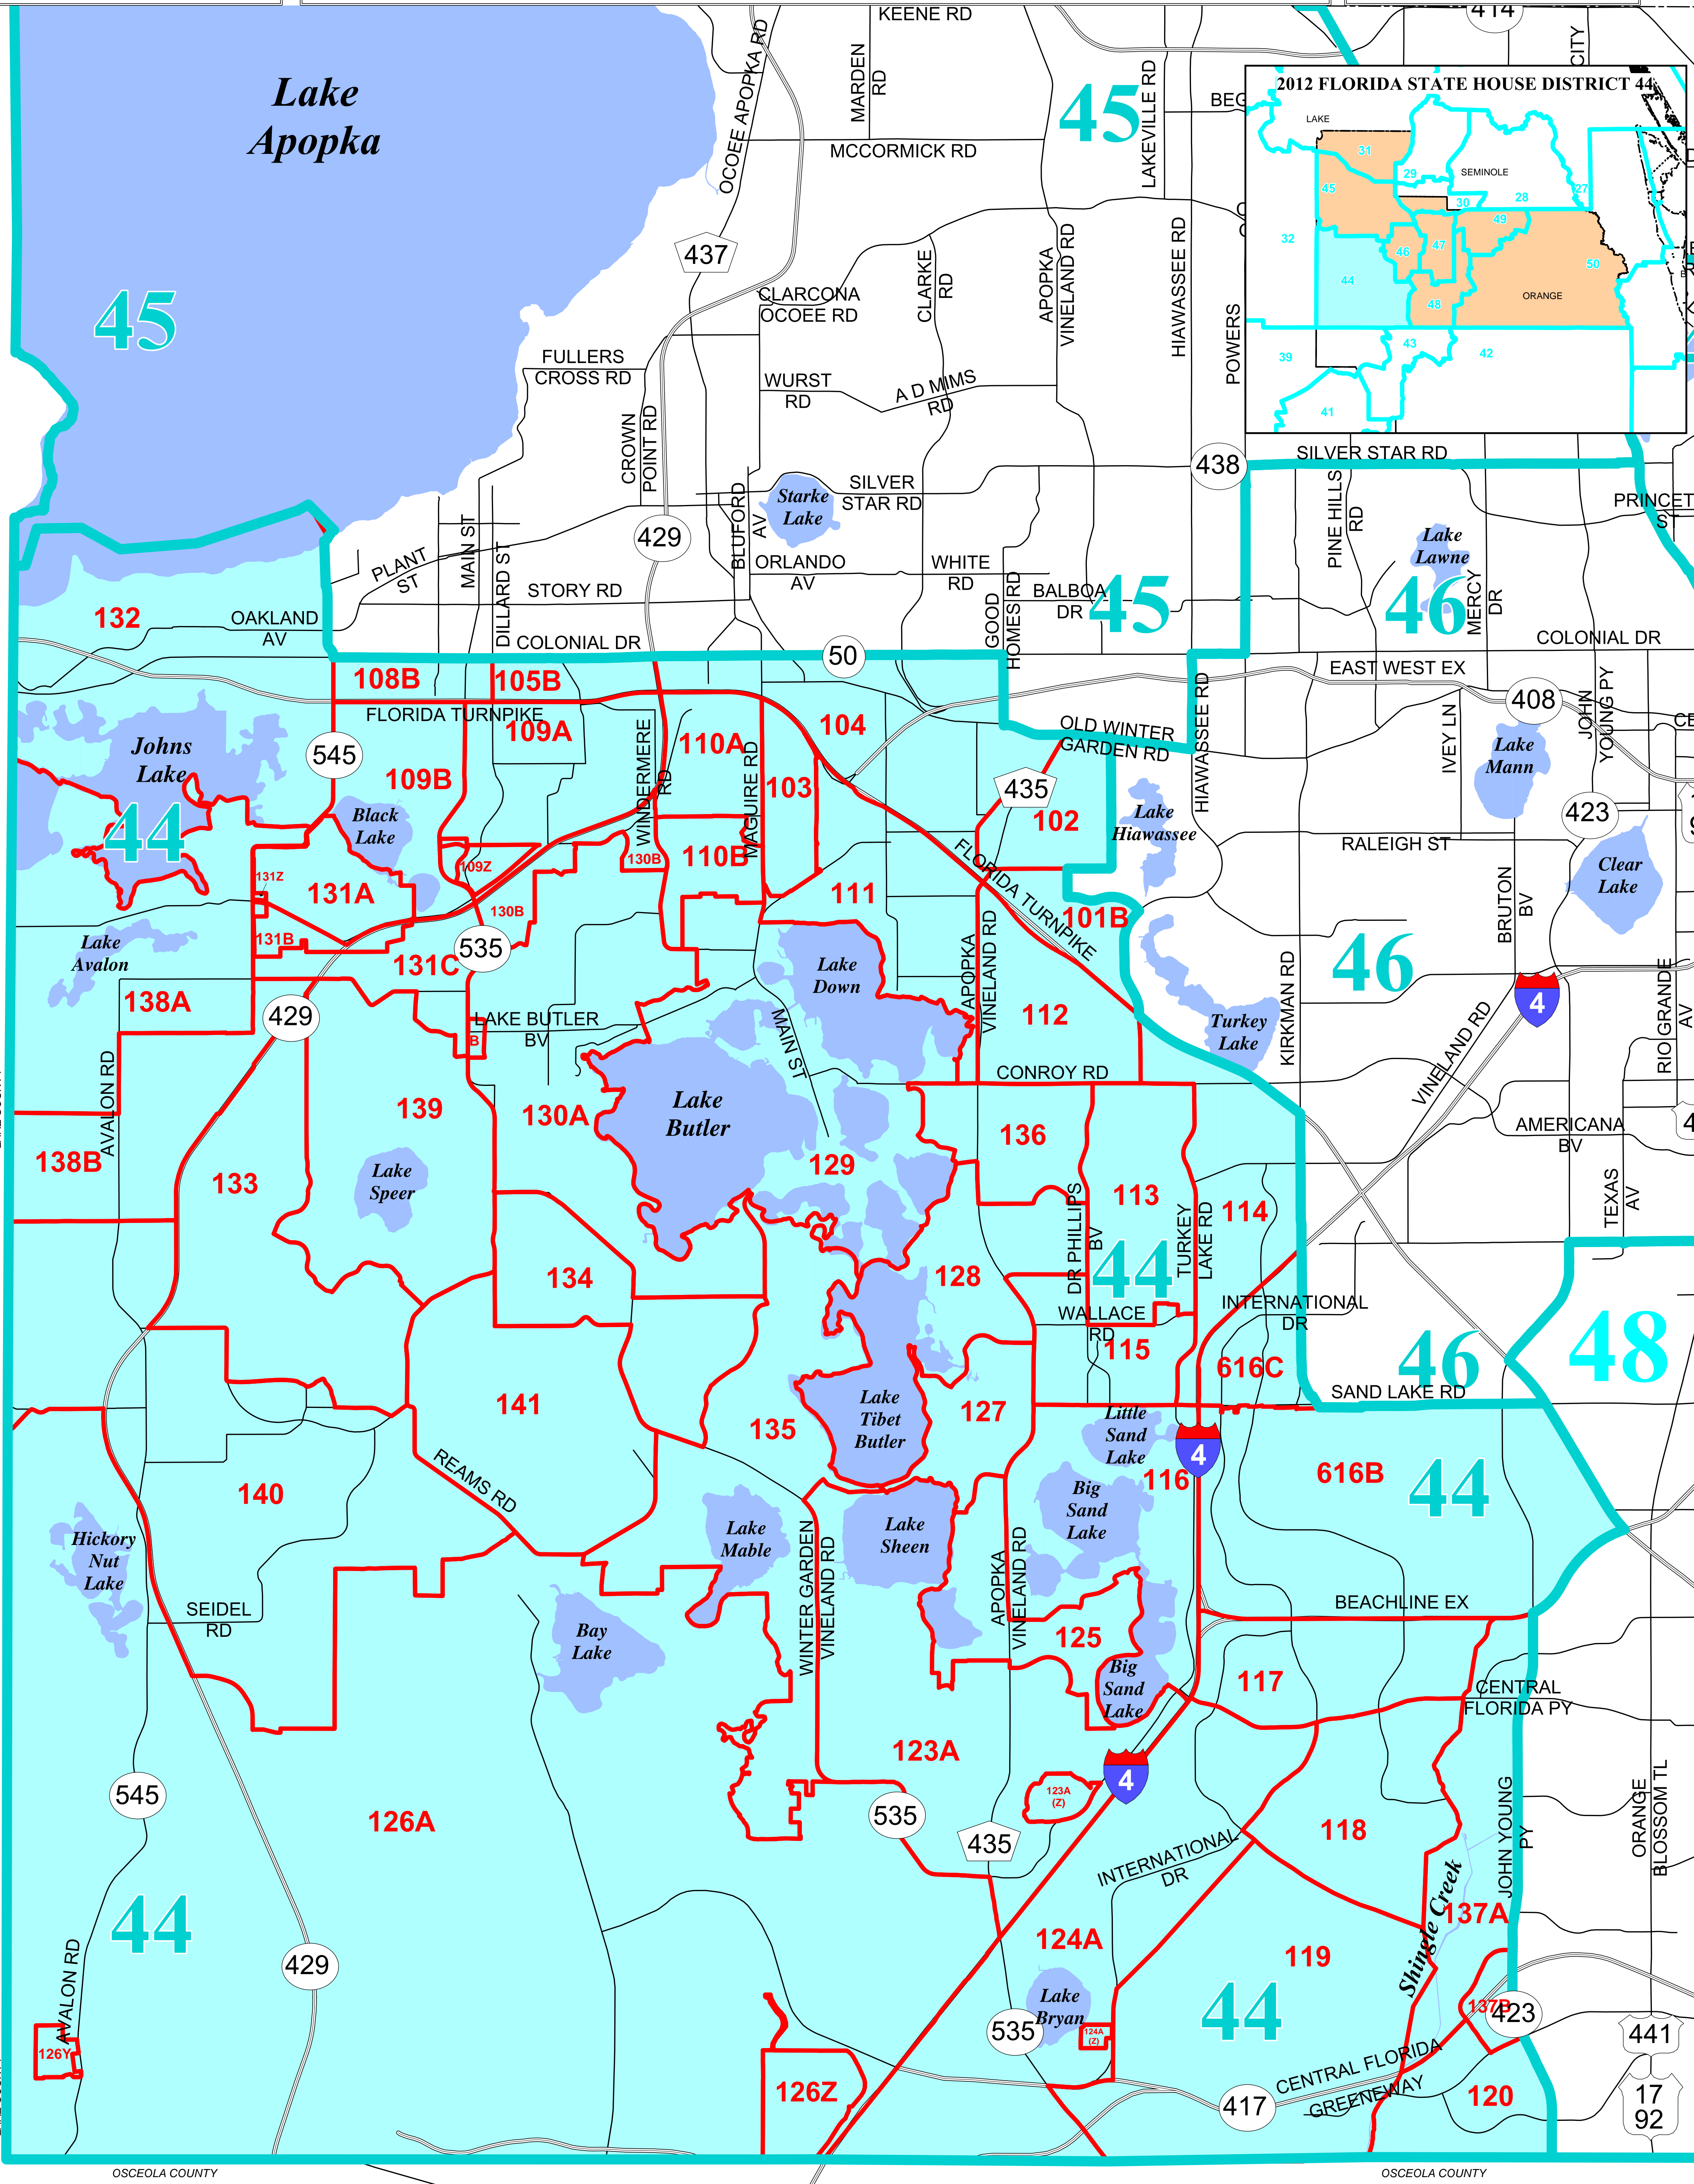 KEENE RD
414
Lake
Apopka
OCOEE APOPKA RD
MARDEN
RD
45
LAKEVILLE RD
BEG
CITY
MCCORMICK RD
2012 FLORIDA STATE HOUSE DISTRICT 44
LAKE
31
29
SEMINOLE
45
30
28
27
49
32
46
47
50
44
48
ORANGE
43
42
39
41
437
CLARKE
RD
APOPKA
VINELAND RD
HIAWASSEE RD
POWERS
CLARCONA
OCOEE RD
45
FULLERS
CROSS RD
WURST
RD
A D MIMS
RD
CROWN
POINT RD
438
SILVER STAR RD
SILVER
STAR RD
Starke
Lake
BLUFORD
AV
PINE HILLS
RD
PRINCET
ST
429
MAIN ST
DILLARD ST
PLANT
ST
ORLANDO
AV
WHITE
RD
Lake
Lawne
STORY RD
GOOD
HOMES RD
BALBOA
DR
45
46
MERCY
DR
132
OAKLAND
AV
COLONIAL DR
50
COLONIAL DR
108B
105B
EAST WEST EX
408
JOHN
YOUNG PY
FLORIDA TURNPIKE
109A
104
OLD WINTER
GARDEN RD
HIAWASSEE RD
IVEY LN
CE
Johns
Lake
545
109B
WINDERMERE
RD
110A
MAGUIRE RD
103
435
Lake
Mann
Lake
Hiawassee
423
44
Black
Lake
102
RALEIGH ST
110B
130B
109Z
131Z
131A
111
FLORIDA TURNPIKE
Clear
Lake
130B
101B
BRUTON
BV
131B
535
131C
Lake
Avalon
Lake
Down
APOPKA
VINELAND RD
46
KIRKMAN RD
4
RIO GRANDE
AV
138A
429
LAKE BUTLER
BV
B
MAIN ST
112
Turkey
Lake
VINELAND RD
AVALON RD
CONROY RD
139
130A
Lake
Butler
136
AMERICANA
BV
4
138B
133
Lake
Speer
129
113
114
DR PHILLIPS
BV
TURKEY
LAKE RD
TEXAS
AV
134
128
44
WALLACE
RD
INTERNATIONAL
DR
115
616C
46
48
141
Lake
Tibet
Butler
127
SAND LAKE RD
135
Little
Sand
Lake
4
REAMS RD
116
616B
44
140
Big
Sand
Lake
Hickory
Nut
Lake
Lake
Mable
Lake
Sheen
WINTER GARDEN
VINELAND RD
APOPKA
VINELAND RD
SEIDEL
RD
BEACHLINE EX
Bay
Lake
125
Big
Sand
Lake
117
CENTRAL
FLORIDA PY
123A
4
123A
(Z)
545
126A
535
435
118
JOHN YOUNG
PY
ORANGE
BLOSSOM TL
INTERNATIONAL
DR
Shingle Creek
137A
44
124A
119
429
AVALON RD
Lake
Bryan
44
137B
423
535
124A
(Z)
441
126Y
CENTRAL FLORIDA
GREENEWAY
126Z
417
120
17
92
OSCEOLA COUNTY
OSCEOLA COUNTY